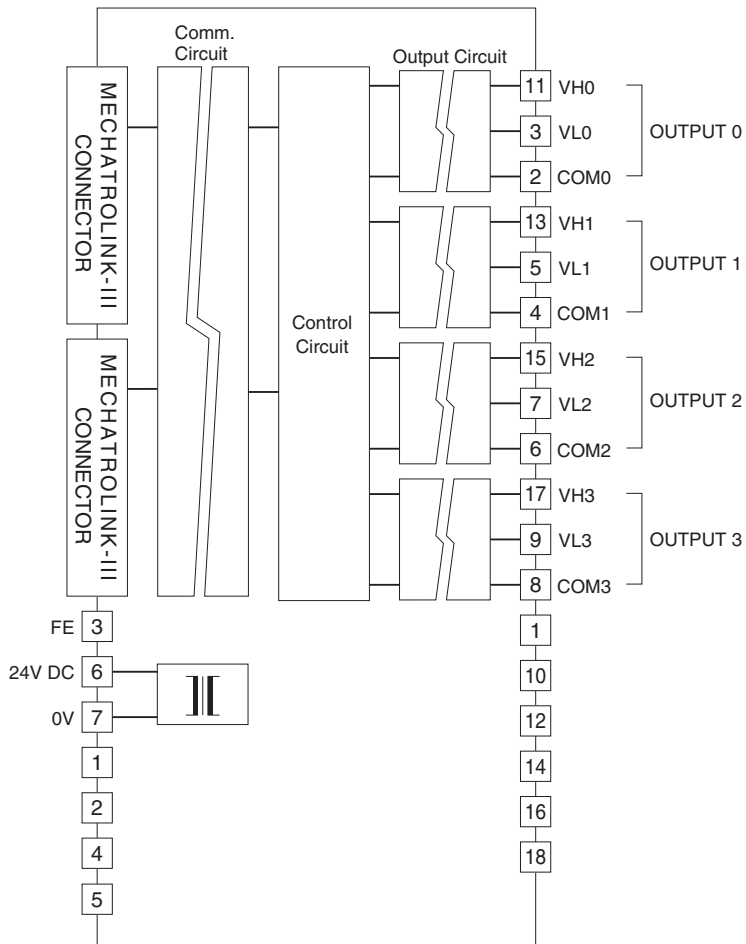 Comm.
Circuit
Output Circuit
MECHATROLINK-III
CONNECTOR
MECHATROLINK-III
CONNECTOR
Control
Circuit
11 VH0
3 VL0
2 COM0
OUTPUT 0
13 VH1
5 VL1
4 COM1
OUTPUT 1
15 VH2
7 VL2
6 COM2
OUTPUT 2
17 VH3
9 VL3
8 COM3
OUTPUT 3
1
10
12
14
16
18
FE 3
24V DC 6
0V 7
1
2
4
5